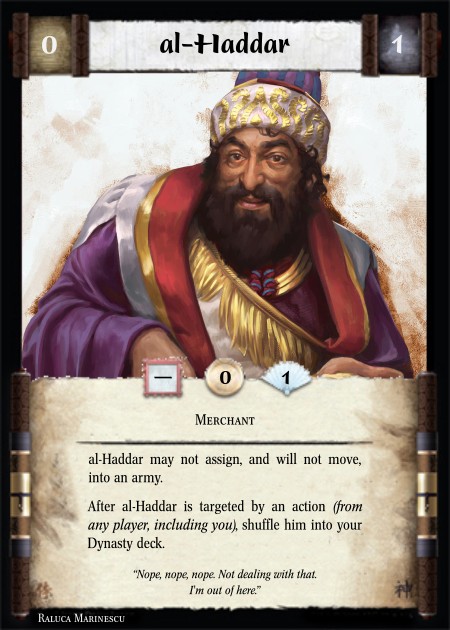 0 al-Haddar 1
— 0 1
Merchant
al-Haddar may not assign, and will not move,
into an army.
After al-Haddar is targeted by an action (from
any player, including you), shuffle him into your
Dynasty deck.
“Nope, nope, nope. Not dealing with that.
I’m out of here.”
神
Raluca Marinescu